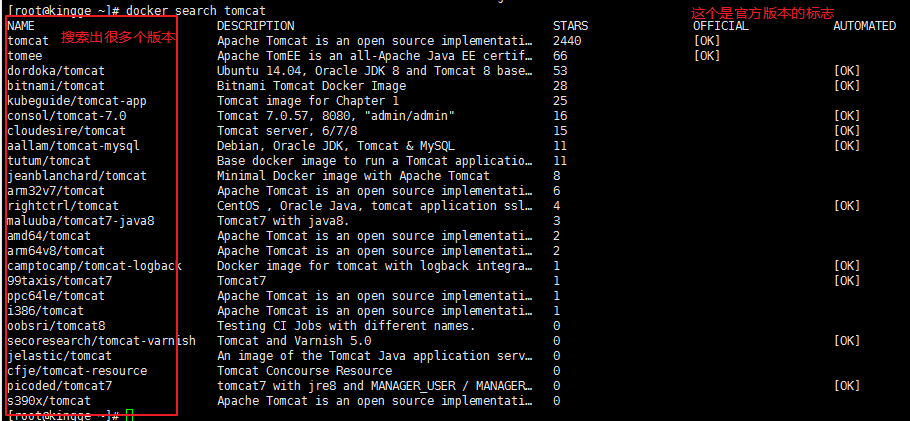 [root@kingge ~]# docker search tomcat
这个是官方版本的标志
NAME DESCRIPTION STARS OFFICIAL AUTOMATED
搜索出很多个版本
tomcat Apache Tomcat is an open source implementati… 2440 [OK]
tomee Apache TomEE is an all-Apache Java EE certif… 66 [OK]
dordoka/tomcat Ubuntu 14.04, Oracle JDK 8 and Tomcat 8 base… 53 [OK]
bitnami/tomcat Bitnami Tomcat Docker Image 28 [OK]
kubeguide/tomcat-app Tomcat image for Chapter 1 25
consol/tomcat-7.0 Tomcat 7.0.57, 8080, "admin/admin" 16 [OK]
cloudesire/tomcat Tomcat server, 6/7/8 15 [OK]
aallam/tomcat-mysql Debian, Oracle JDK, Tomcat & MySQL 11 [OK]
tutum/tomcat Base docker image to run a Tomcat applicatio… 11
jeanblanchard/tomcat Minimal Docker image with Apache Tomcat 8
arm32v7/tomcat Apache Tomcat is an open source implementati… 6
rightctrl/tomcat CentOS , Oracle Java, tomcat application ssl… 4 [OK]
maluuba/tomcat7-java8 Tomcat7 with java8. 3
amd64/tomcat Apache Tomcat is an open source implementati… 2
arm64v8/tomcat Apache Tomcat is an open source implementati… 2
camptocamp/tomcat-logback Docker image for tomcat with logback integra… 1 [OK]
99taxis/tomcat7 Tomcat7 1 [OK]
ppc64le/tomcat Apache Tomcat is an open source implementati… 1
i386/tomcat Apache Tomcat is an open source implementati… 1
oobsri/tomcat8 Testing CI Jobs with different names. 0
secoresearch/tomcat-varnish Tomcat and Varnish 5.0 0 [OK]
jelastic/tomcat An image of the Tomcat Java application serv… 0
cfje/tomcat-resource Tomcat Concourse Resource 0
picoded/tomcat7 tomcat7 with jre8 and MANAGER_USER / MANAGER… 0 [OK]
s390x/tomcat Apache Tomcat is an open source implementati… 0
[root@kingge ~]#